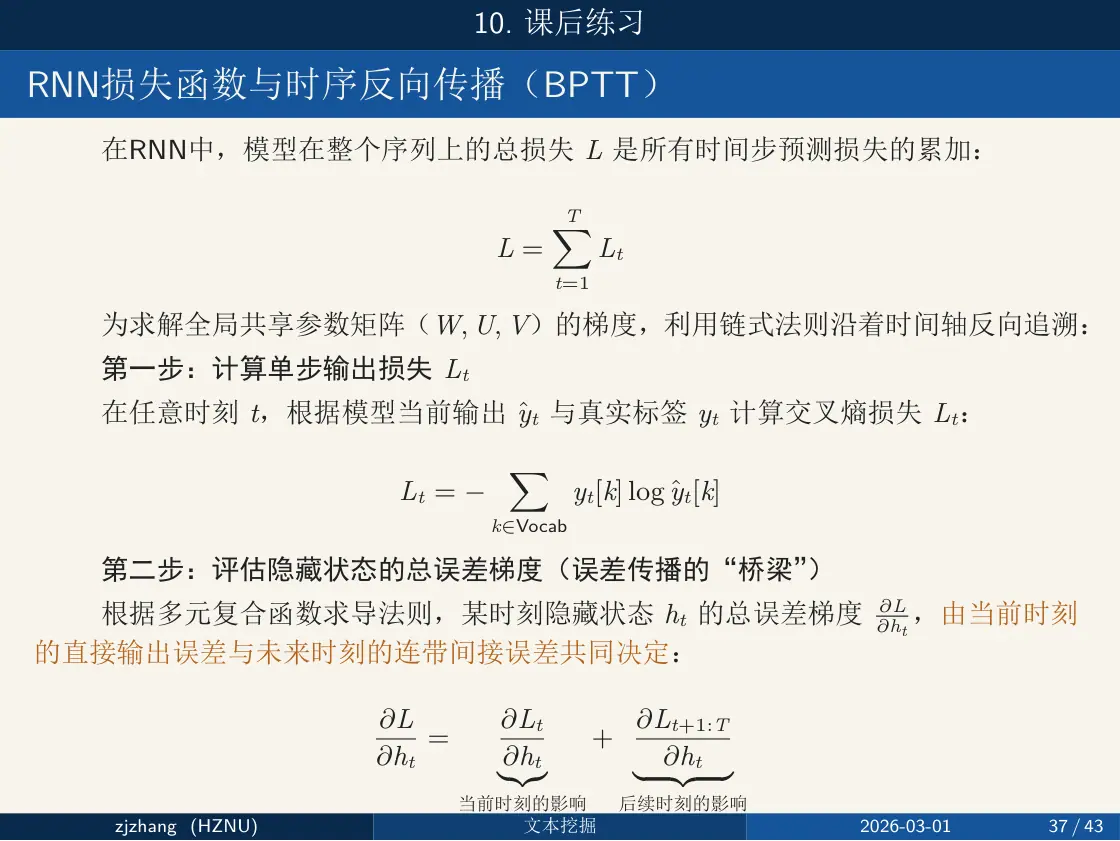 10. 课后练习
RNN损失函数与时序反向传播（BPTT）
在RNN中，模型在整个序列上的总损失 L 是所有时间步预测损失的累加：
L = \sum_{t=1}^{T} L_t
为求解全局共享参数矩阵（W, U, V）的梯度，利用链式法则沿着时间轴反向追溯：
第一步：计算单步输出损失 L_t
在任意时刻 t，根据模型当前输出 \hat{y}_t 与真实标签 y_t 计算交叉熵损失 L_t：
L_t = - \sum_{k∈Vocab} y_t[k] log \hat{y}_t[k]
第二步：评估隐藏状态的总误差梯度（误差传播的“桥梁”）
根据多元复合函数求导法则，某时刻隐藏状态 h_t 的总误差梯度 \frac{∂L}{∂h_t}，由当前时刻
的直接输出误差与未来时刻的连带间接误差共同决定：
\frac{∂L}{∂h_t} = \frac{∂L_t}{∂h_t} + \frac{∂L_{t+1:T}}{∂h_t}
当前时刻的影响 后续时刻的影响
zjzhang (HZNU) 文本挖掘 2026-03-01 37 / 43